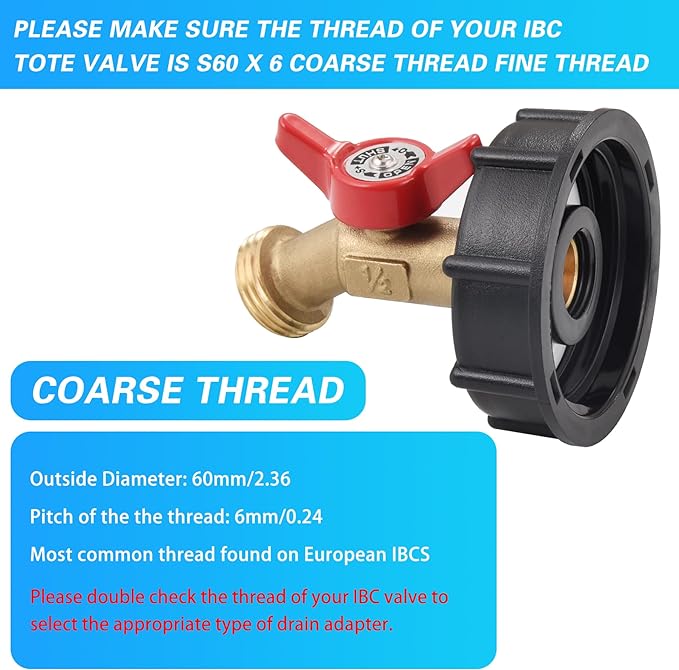 PLEASE MAKE SURE THE THREAD OF YOUR IBC
TOTE VALVE IS S60 X 6 COARSE THREAD FINE THREAD
SHUT
OPEN
1/2
COARSE THREAD
Outside Diameter: 60mm/2.36
Pitch of the the thread: 6mm/0.24
Most common thread found on European IBCS
Please double check the thread of your IBC valve to
select the appropriate type of drain adapter.